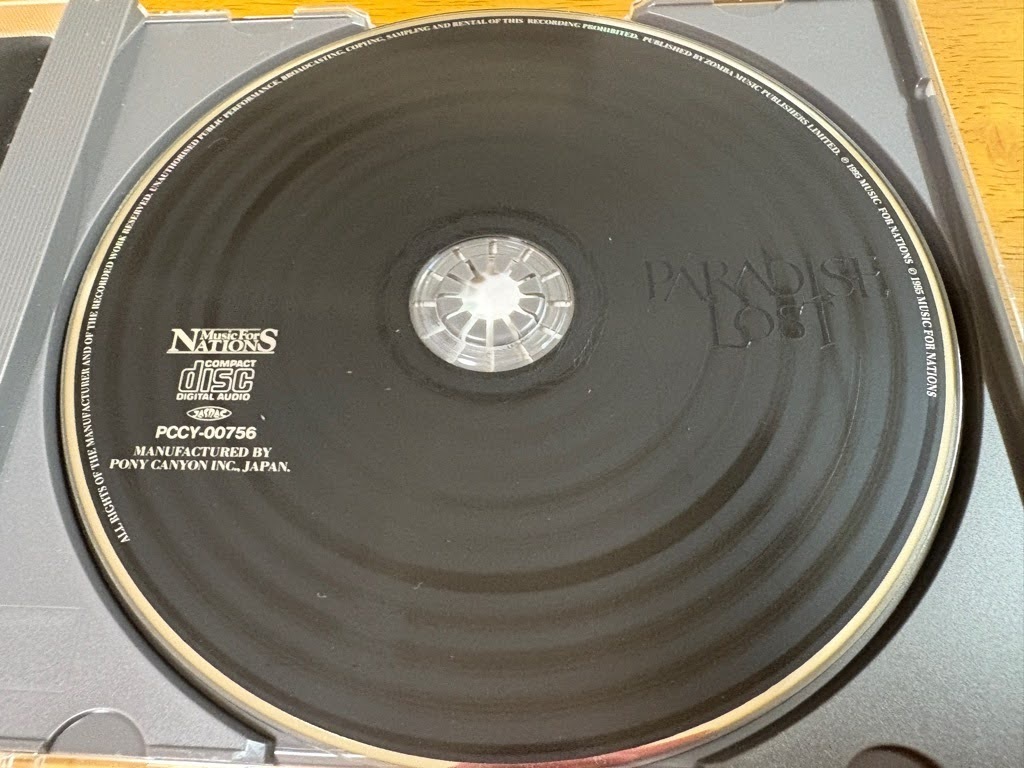 ALL RIGHTS OF THE MANUFACTURER AND OF THE RECORDED WORK RESERVED. UNAUTHORISED PUBLIC PERFORMANCE, BROADCASTING, COPYING, SAMPLING AND RENTAL OF THIS RECORDING PROHIBITED. PUBLISHED BY ZOMBA MUSIC PUBLISHERS LIMITED. ℗ 1995 MUSIC FOR NATIONS © 1995 MUSIC FOR NATIONS
PARADISE
LOST
Music For
NATIONS
COMPACT
disc
DIGITAL AUDIO
JASRAC
PCCY-00756
MANUFACTURED BY
PONY CANYON INC., JAPAN.